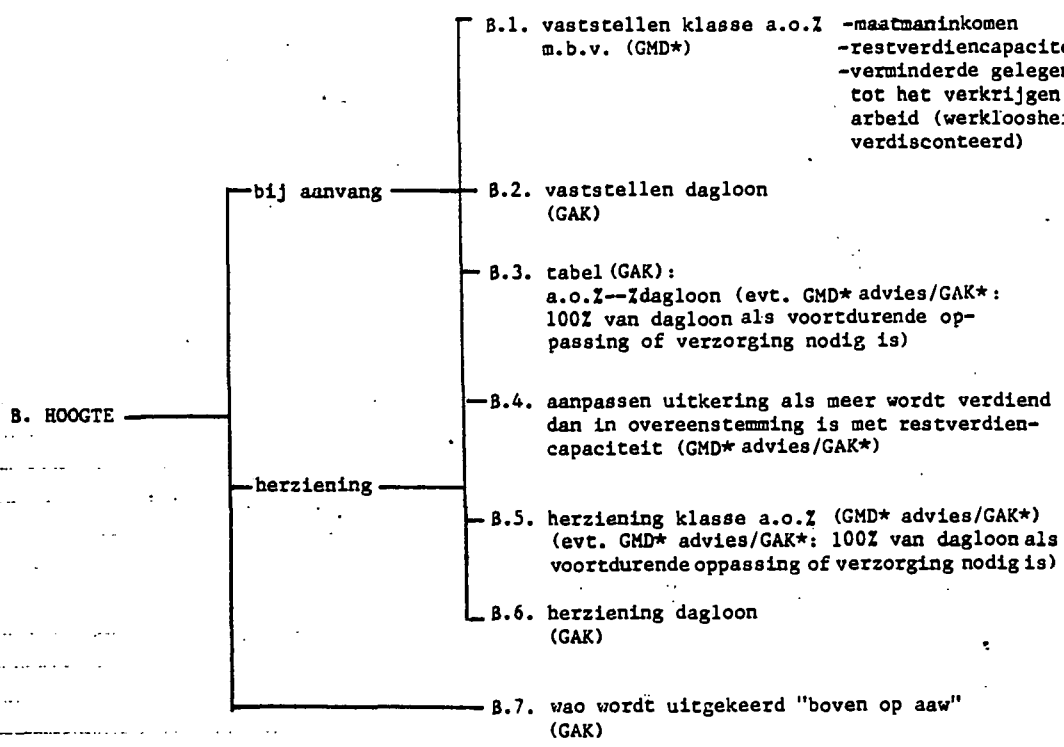 B.1. vaststellen klasse a.o.% -maatmaninkomen
m.b.v. (GMD*) -restverdiencapacite
-verminderde gelegen
tot het verkrijgen
arbeid (werklooshei
verdisconteerd)
bij aanvang
B.2. vaststellen dagloon
(GAK)
B.3. tabel (GAK):
a.o.%--%dagloon (evt. GMD* advies/GAK*:
100% van dagloon als voortdurende op-
passing of verzorging nodig is)
B. HOOGTE
B.4. aanpassen uitkering als meer wordt verdiend
dan in overeenstemming is met restverdien-
capaciteit (GMD* advies/GAK*)
herziening
B.5. herziening klasse a.o.% (GMD* advies/GAK*)
(evt. GMD* advies/GAK*: 100% van dagloon als
voortdurende oppassing of verzorging nodig is)
B.6. herziening dagloon
(GAK)
B.7. wao wordt uitgekeerd "boven op aaw"
(GAK)